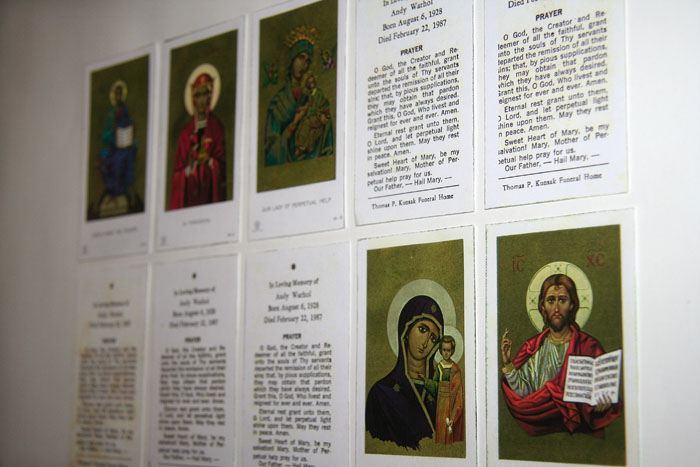 OUR LADY OF PERPETUAL HELP
In Loving Memory of
Andy Warhol
Born August 6, 1928
Died February 22, 1987
PRAYER
O God, the Creator and Re-
deemer of all the faithful, grant
unto the souls of Thy servants
departed the remission of all their
sins; that, by pious supplications,
they may obtain that pardon
which they have always desired.
Grant this, O God, Who livest and
reignest for ever and ever. Amen.
Eternal rest grant unto them,
O Lord, and let perpetual light
shine upon them. May they rest
in peace. Amen.
Sweet Heart of Mary, be my
salvation! Mary, Mother of Per-
petual help pray for us.
Our Father, — Hail Mary, —
Thomas P. Kunsak Funeral Home
Died February 22, 1987
PRAYER
O God, the Creator and Re-
deemer of all the faithful, grant
unto the souls of Thy servants
departed the remission of all their
sins; that, by pious supplications,
they may obtain that pardon
which they have always desired.
Grant this, O God, Who livest and
reignest for ever and ever. Amen.
Eternal rest grant unto them,
O Lord, and let perpetual light
shine upon them. May they rest
in peace. Amen.
Sweet Heart of Mary, be my
salvation! Mary, Mother of Per-
petual help pray for us.
Our Father, — Hail Mary, —
Thomas P. Kunsak Funeral Home
In Loving Memory of
Andy Warhol
In Loving Memory of
Andy Warhol
Born August 6, 1928
Died February 22, 1987
PRAYER
O God, the Creator and Re-
deemer of all the faithful, grant
unto the souls of Thy servants
departed the remission of all their
sins; that, by pious supplications,
they may obtain that pardon
which they have always desired.
Grant this, O God, Who livest and
reignest for ever and ever. Amen.
Eternal rest grant unto them,
O Lord, and let perpetual light
shine upon them. May they rest
in peace. Amen.
Sweet Heart of Mary, be my
In Loving Memory of
Andy Warhol
Born August 6, 1928
Died February 22, 1987
PRAYER
O God, the Creator and Re-
deemer of all the faithful, grant
unto the souls of Thy servants
departed the remission of all their
sins; that, by pious supplications,
they may obtain that pardon
which they have always desired.
Grant this, O God, Who livest and
reignest for ever and ever. Amen.
Eternal rest grant unto them,
O Lord, and let perpetual light
shine upon them. May they rest
in peace. Amen.
Sweet Heart of Mary, be my
salvation! Mary, Mother of Per-
petual help pray for us.
Our Father, — Hail Mary, —
IC XC